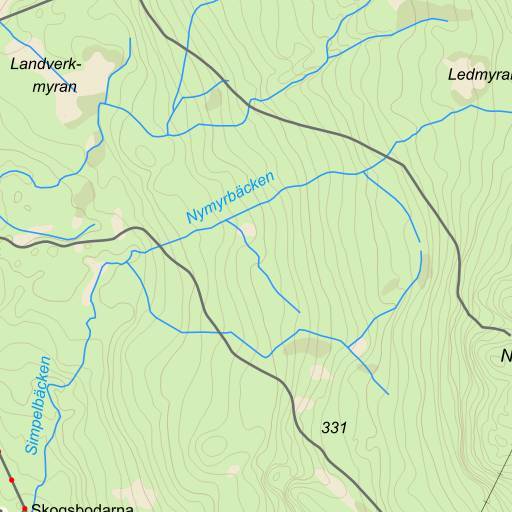 Landverk-
myran
Ledmyran
Nymyrbäcken
Simpelbäcken
N
331
Skogsbodarna